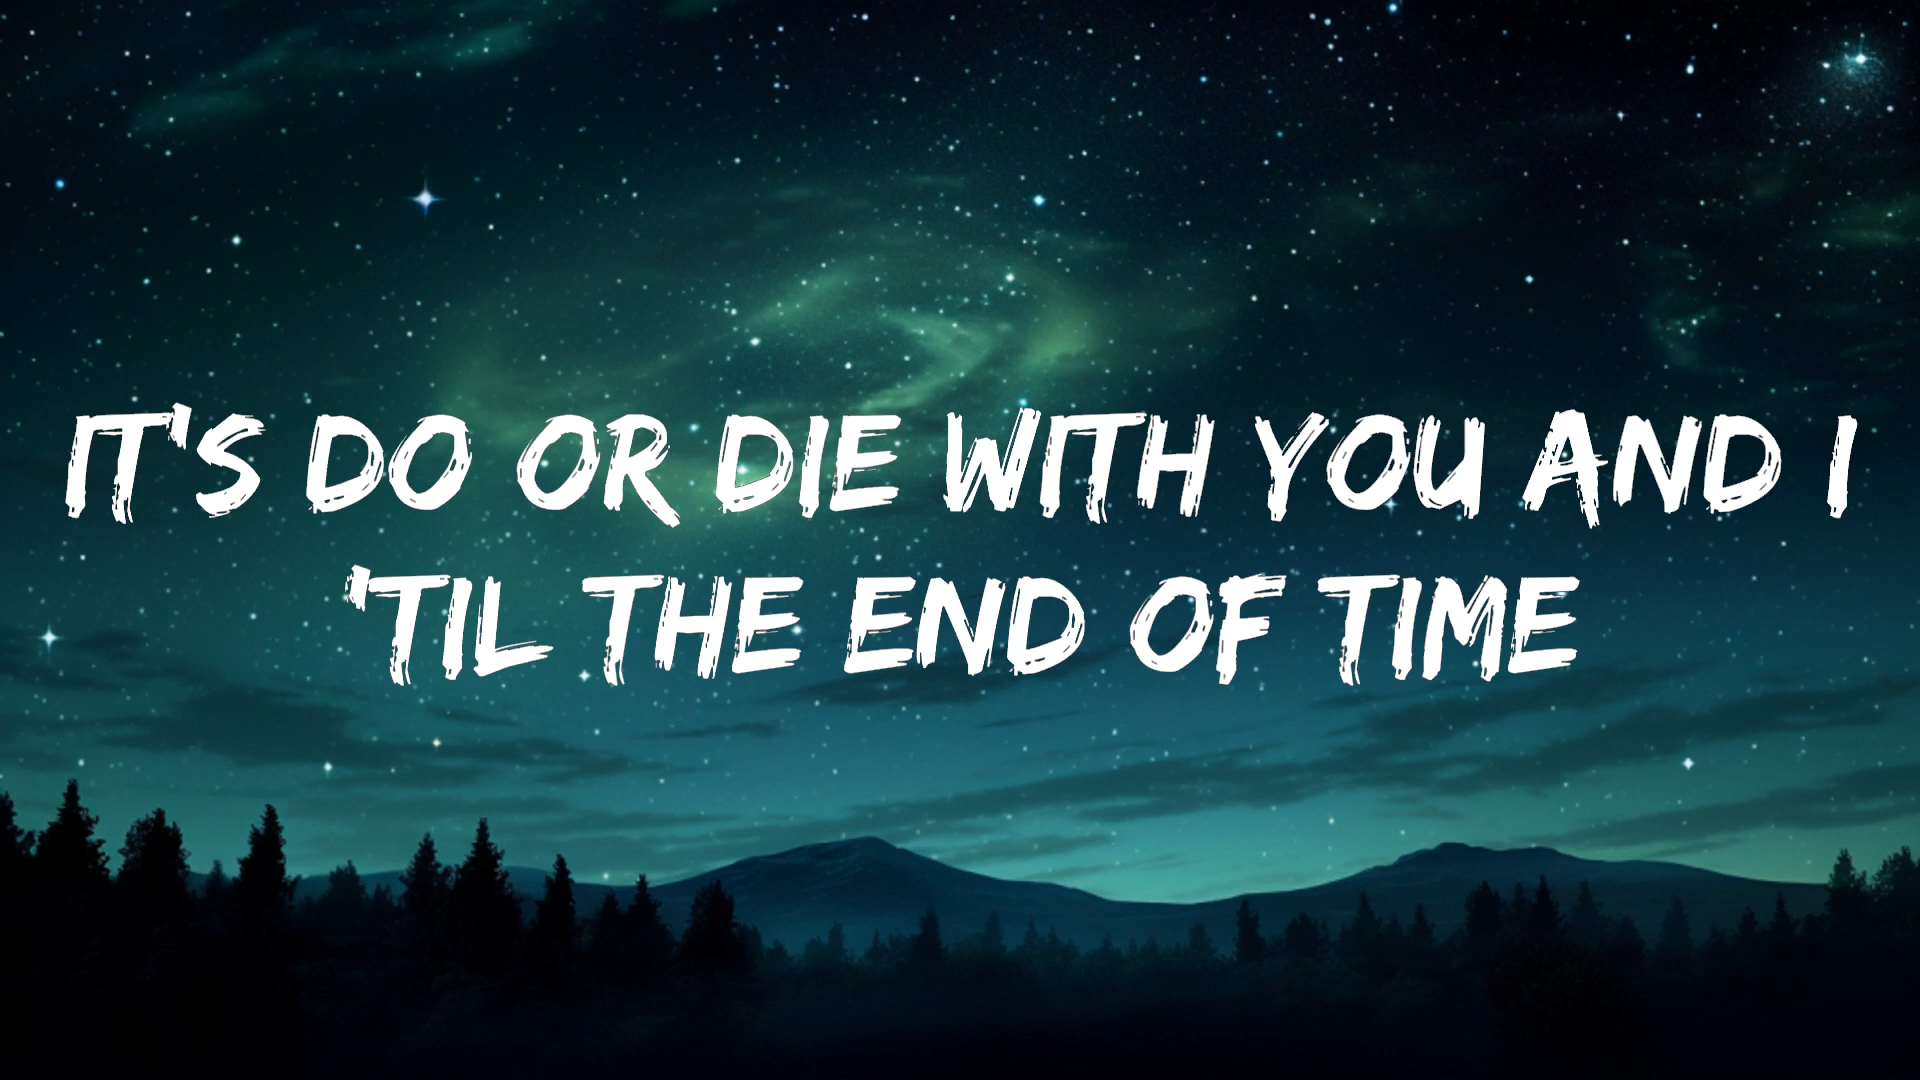 IT'S DO OR DIE WITH YOU AND I
'TIL THE END OF TIME